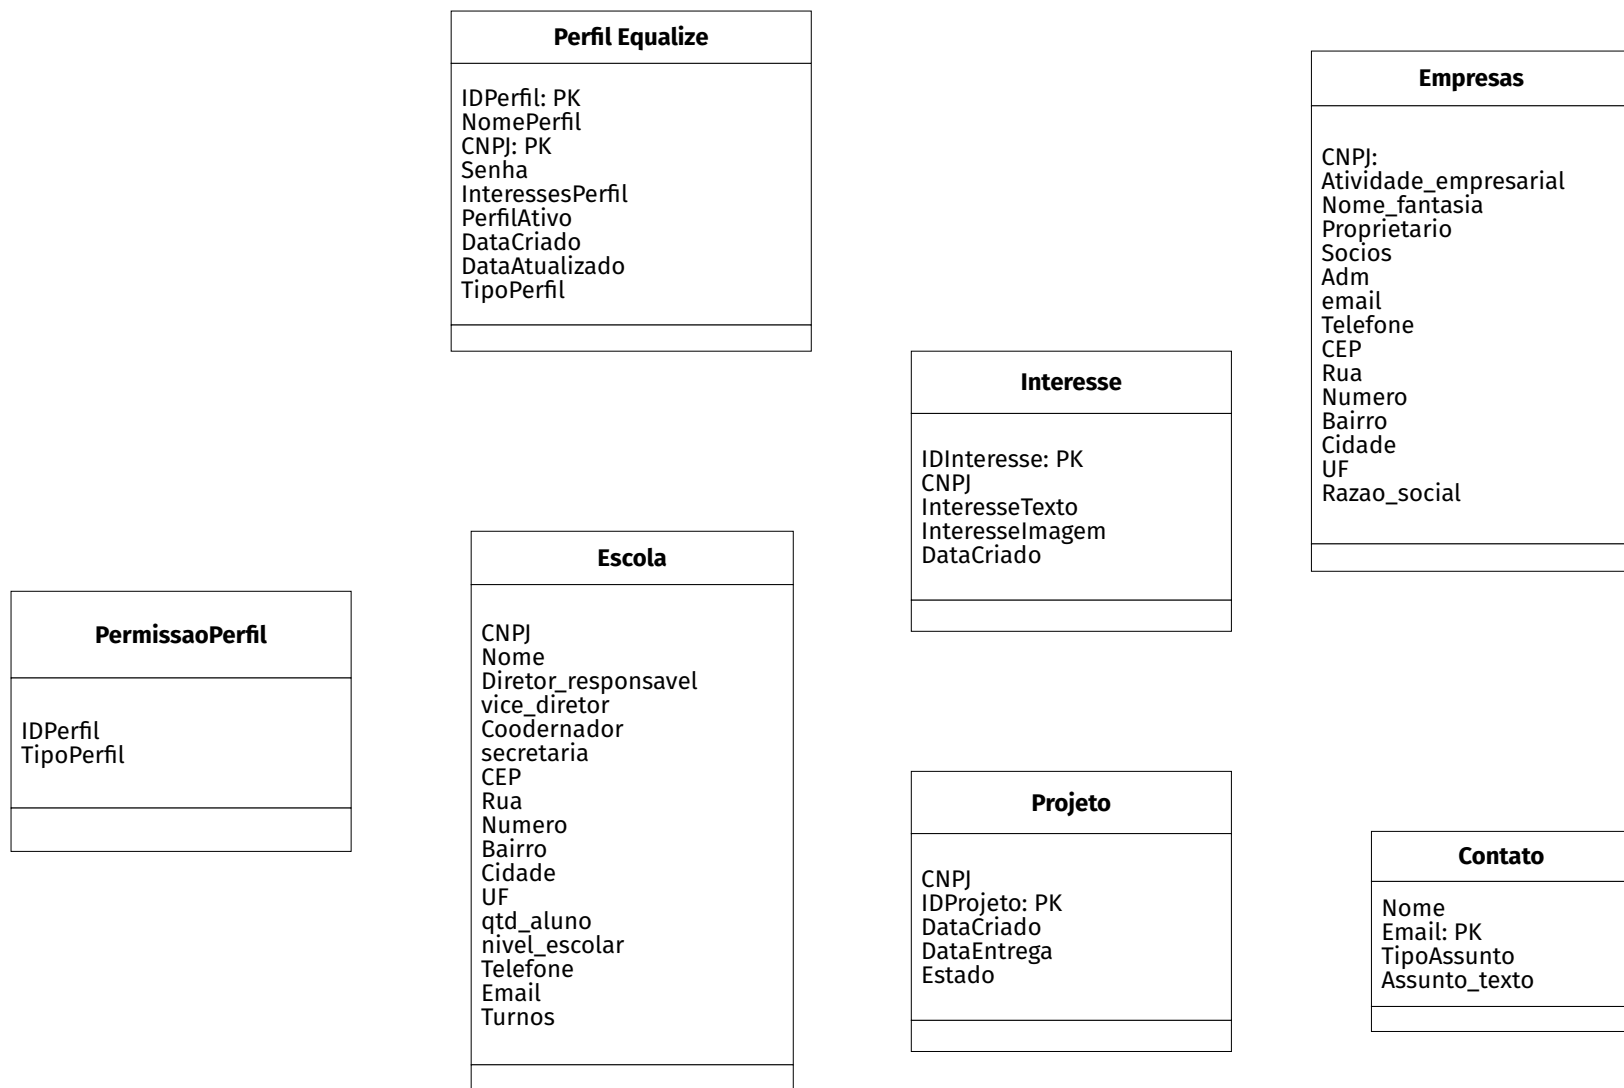 Perfil Equalize
IDPerfil: PK
NomePerfil
CNPJ: PK
Senha
InteressesPerfil
PerfilAtivo
DataCriado
DataAtualizado
TipoPerfil
Empresas
CNPJ:
Atividade_empresarial
Nome_fantasia
Proprietario
Socios
Adm
email
Telefone
CEP
Rua
Numero
Bairro
Cidade
UF
Razao_social
Interesse
IDInteresse: PK
CNPJ
InteresseTexto
InteresseImagem
DataCriado
Escola
CNPJ
Nome
Diretor_responsavel
vice_diretor
Coodernador
secretaria
CEP
Rua
Numero
Bairro
Cidade
UF
qtd_aluno
nivel_escolar
Telefone
Email
Turnos
PermissaoPerfil
IDPerfil
TipoPerfil
Projeto
CNPJ
IDProjeto: PK
DataCriado
DataEntrega
Estado
Contato
Nome
Email: PK
TipoAssunto
Assunto_texto